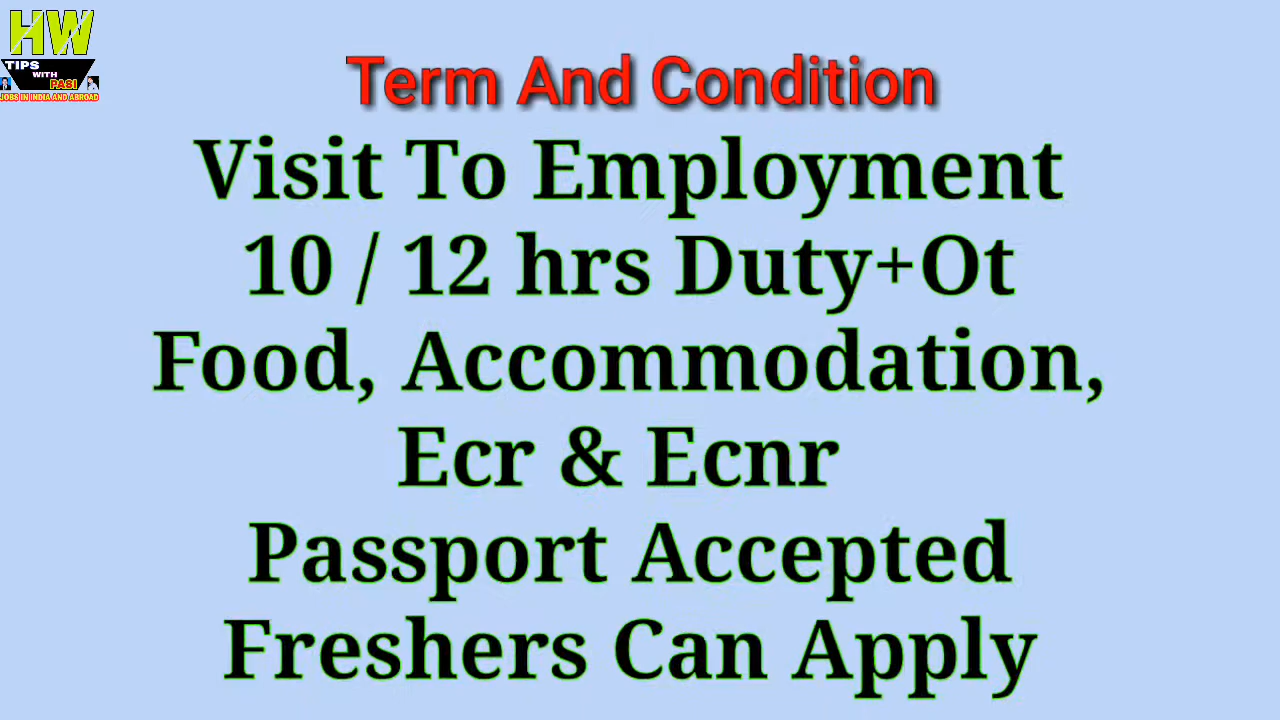 HW
TIPS
WITH
PASI
JOBS IN INDIA AND ABROAD
Term And Condition
Visit To Employment
10 / 12 hrs Duty+Ot
Food, Accommodation,
Ecr & Ecnr
Passport Accepted
Freshers Can Apply